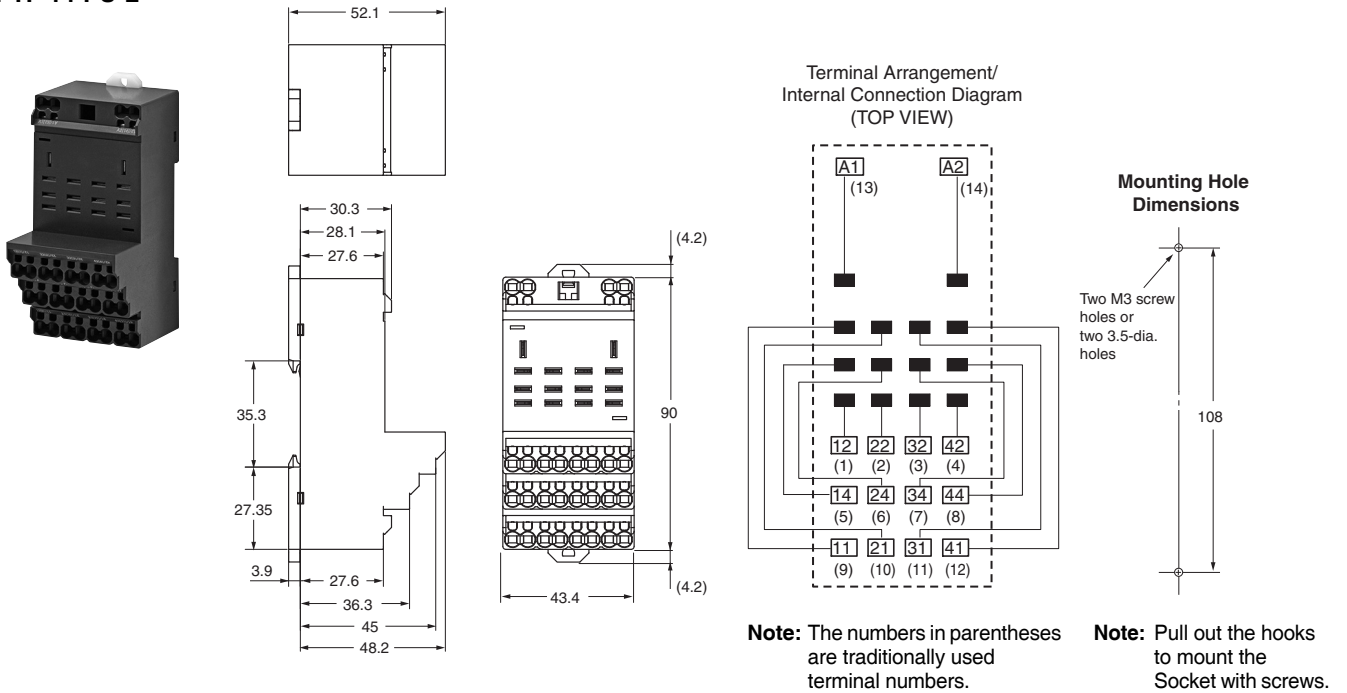 52.1
30.3
28.1
27.6
35.3
27.35
3.9
27.6
36.3
45
48.2
(4.2)
90
43.4
(4.2)
Terminal Arrangement/
Internal Connection Diagram
(TOP VIEW)
A1 A2
(13) (14)
12 22 32 42
(1) (2) (3) (4)
14 24 34 44
(5) (6) (7) (8)
11 21 31 41
(9) (10) (11) (12)
Note: The numbers in parentheses
are traditionally used
terminal numbers.
Mounting Hole
Dimensions
Two M3 screw
holes or
two 3.5-dia.
holes
108
Note: Pull out the hooks
to mount the
Socket with screws.